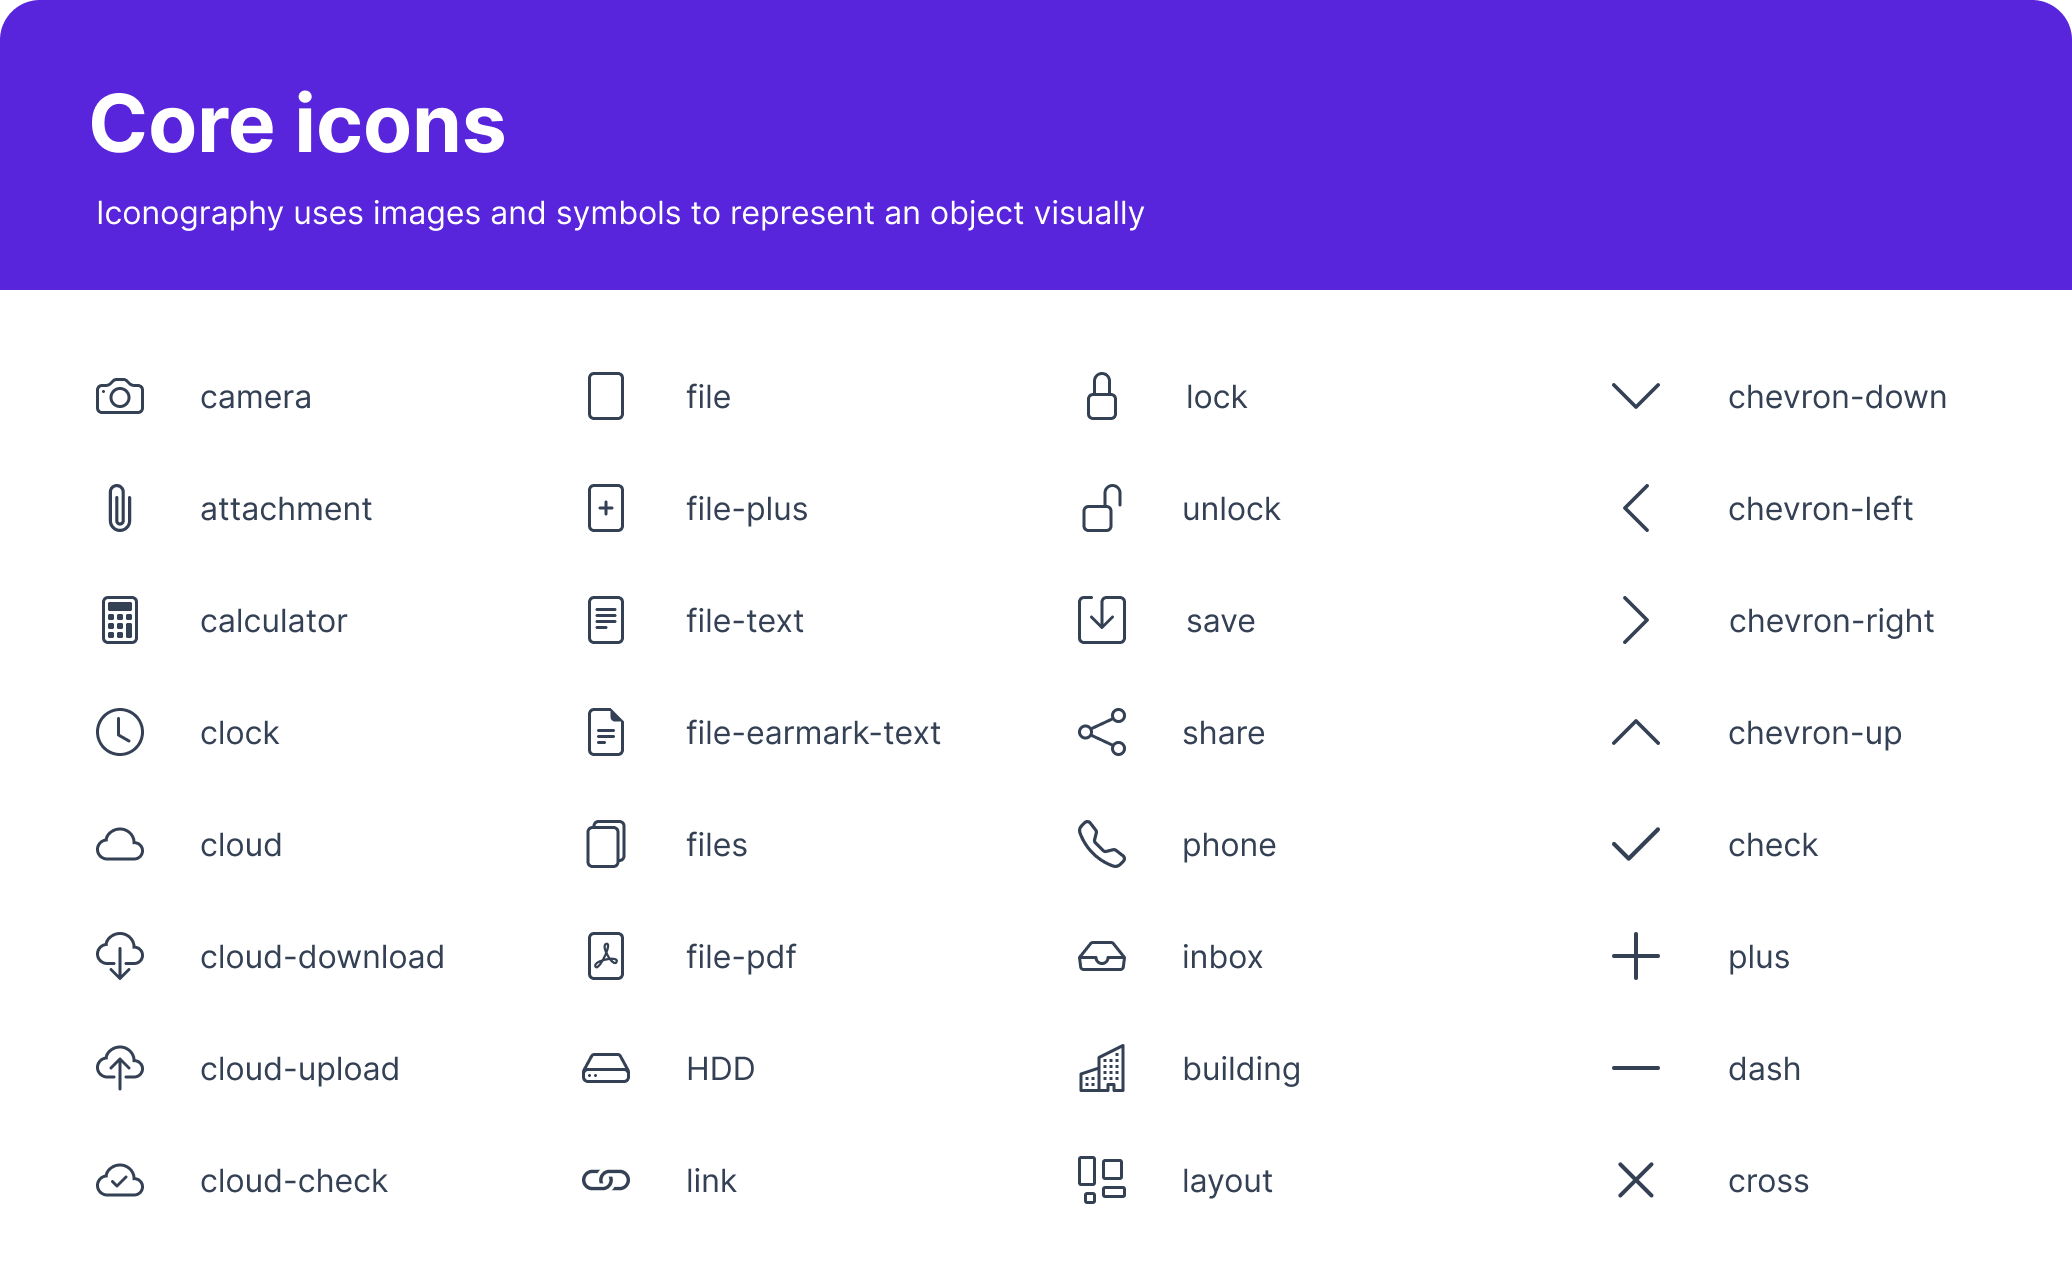 Core icons
Iconography uses images and symbols to represent an object visually
camera
file
lock
chevron-down
attachment
file-plus
unlock
chevron-left
calculator
file-text
save
chevron-right
clock
file-earmark-text
share
chevron-up
cloud
files
phone
check
cloud-download
file-pdf
inbox
plus
cloud-upload
HDD
building
dash
cloud-check
link
layout
cross